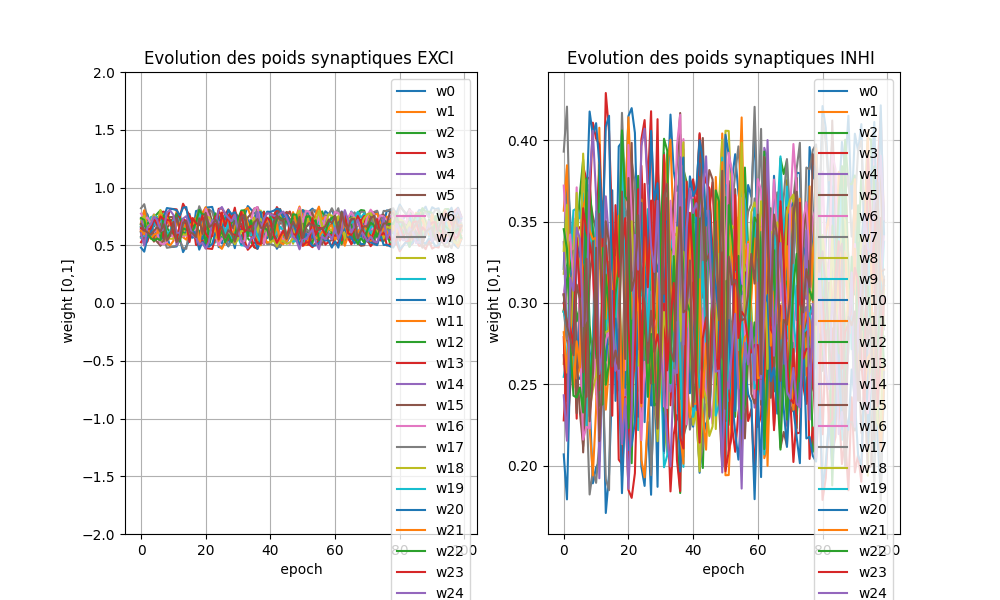 Evolution des poids synaptiques EXCI
weight [0,1]
2.0
1.5
1.0
0.5
0.0
−0.5
−1.0
−1.5
−2.0
0 20 40 60 80 100
epoch
w0
w1
w2
w3
w4
w5
w6
w7
w8
w9
w10
w11
w12
w13
w14
w15
w16
w17
w18
w19
w20
w21
w22
w23
w24
Evolution des poids synaptiques INHI
weight [0,1]
0.40
0.35
0.30
0.25
0.20
0 20 40 60 80 100
epoch
w0
w1
w2
w3
w4
w5
w6
w7
w8
w9
w10
w11
w12
w13
w14
w15
w16
w17
w18
w19
w20
w21
w22
w23
w24